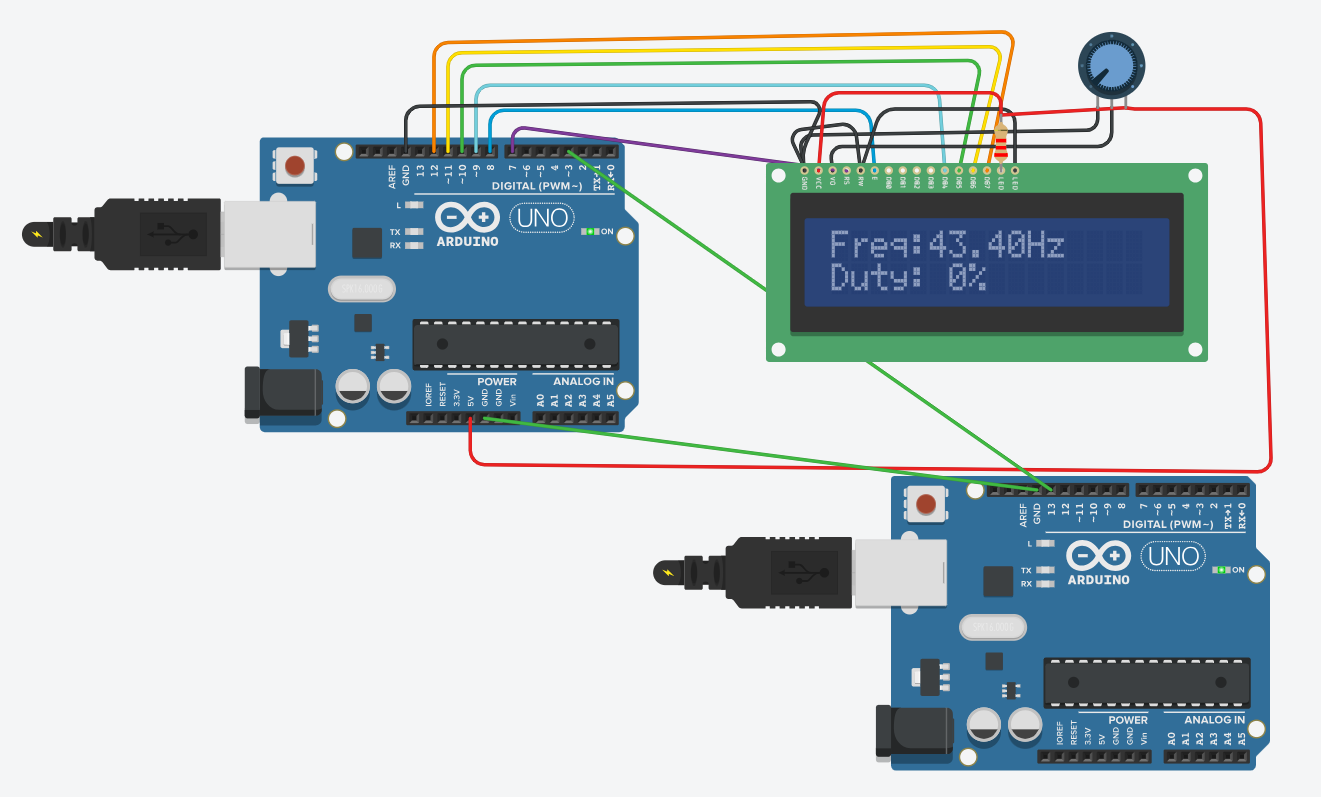 Freq:43.40Hz
Duty: 0%
GND VCC VO RS RW E DB0 DB1 DB2 DB3 DB4 DB5 DB6 DB7 LED LED
AREF GND 13 12 ~11 ~10 ~9 8 7 ~6 ~5 4 ~3 2 TX→1 RX←0
DIGITAL (PWM~)
L
TX
RX
ARDUINO
UNO
ON
POWER
ANALOG IN
IOREF RESET 3.3V 5V GND GND Vin A0 A1 A2 A3 A4 A5
AREF GND 13 12 ~11 ~10 ~9 8 7 ~6 ~5 4 ~3 2 TX→1 RX←0
DIGITAL (PWM~)
L
TX
RX
ARDUINO
UNO
ON
POWER
ANALOG IN
IOREF RESET 3.3V 5V GND GND Vin A0 A1 A2 A3 A4 A5